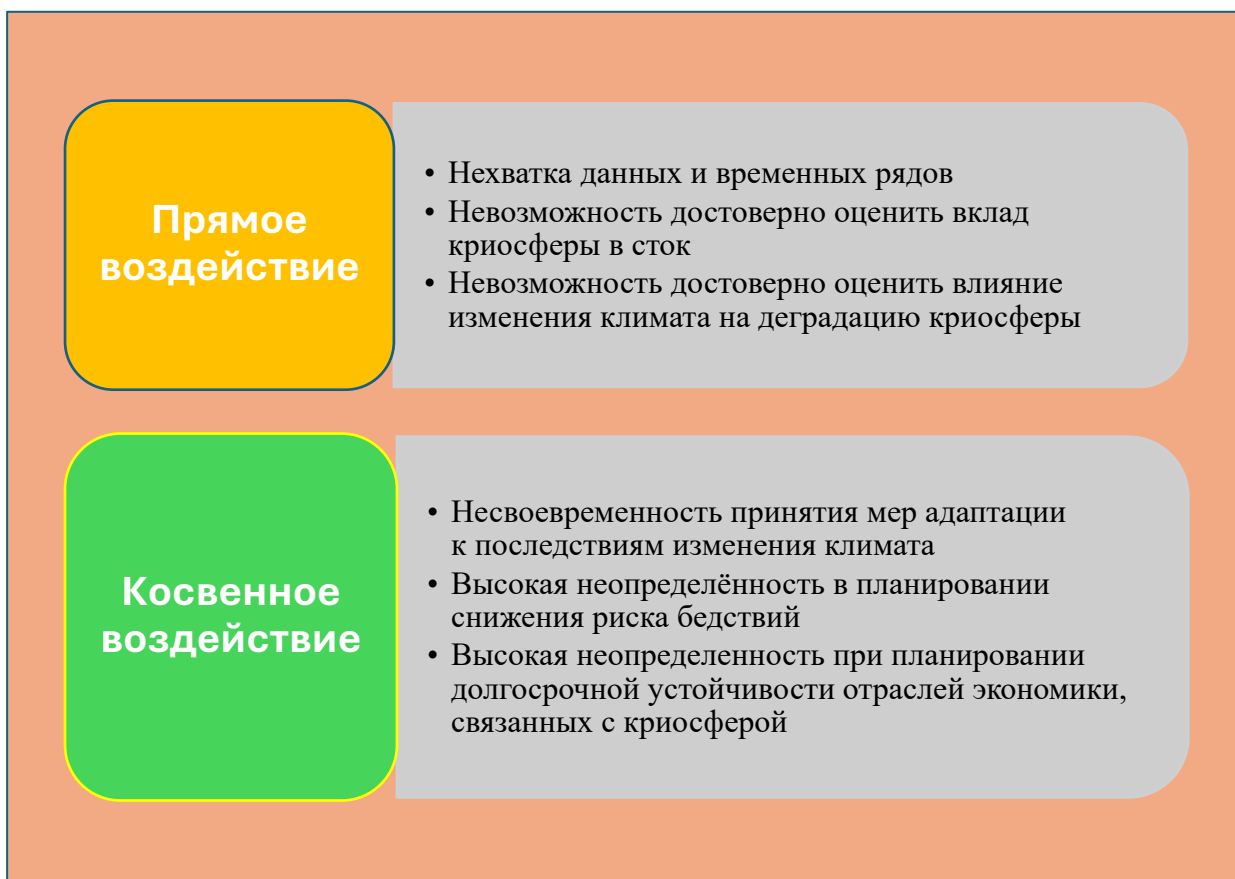 Прямое
воздействие
• Нехватка данных и временных рядов
• Невозможность достоверно оценить вклад
криосферы в сток
• Невозможность достоверно оценить влияние
изменения климата на деградацию криосферы
Косвенное
воздействие
• Несвоевременность принятия мер адаптации
к последствиям изменения климата
• Высокая неопределённость в планировании
снижения риска бедствий
• Высокая неопределенность при планировании
долгосрочной устойчивости отраслей экономики,
связанных с криосферой